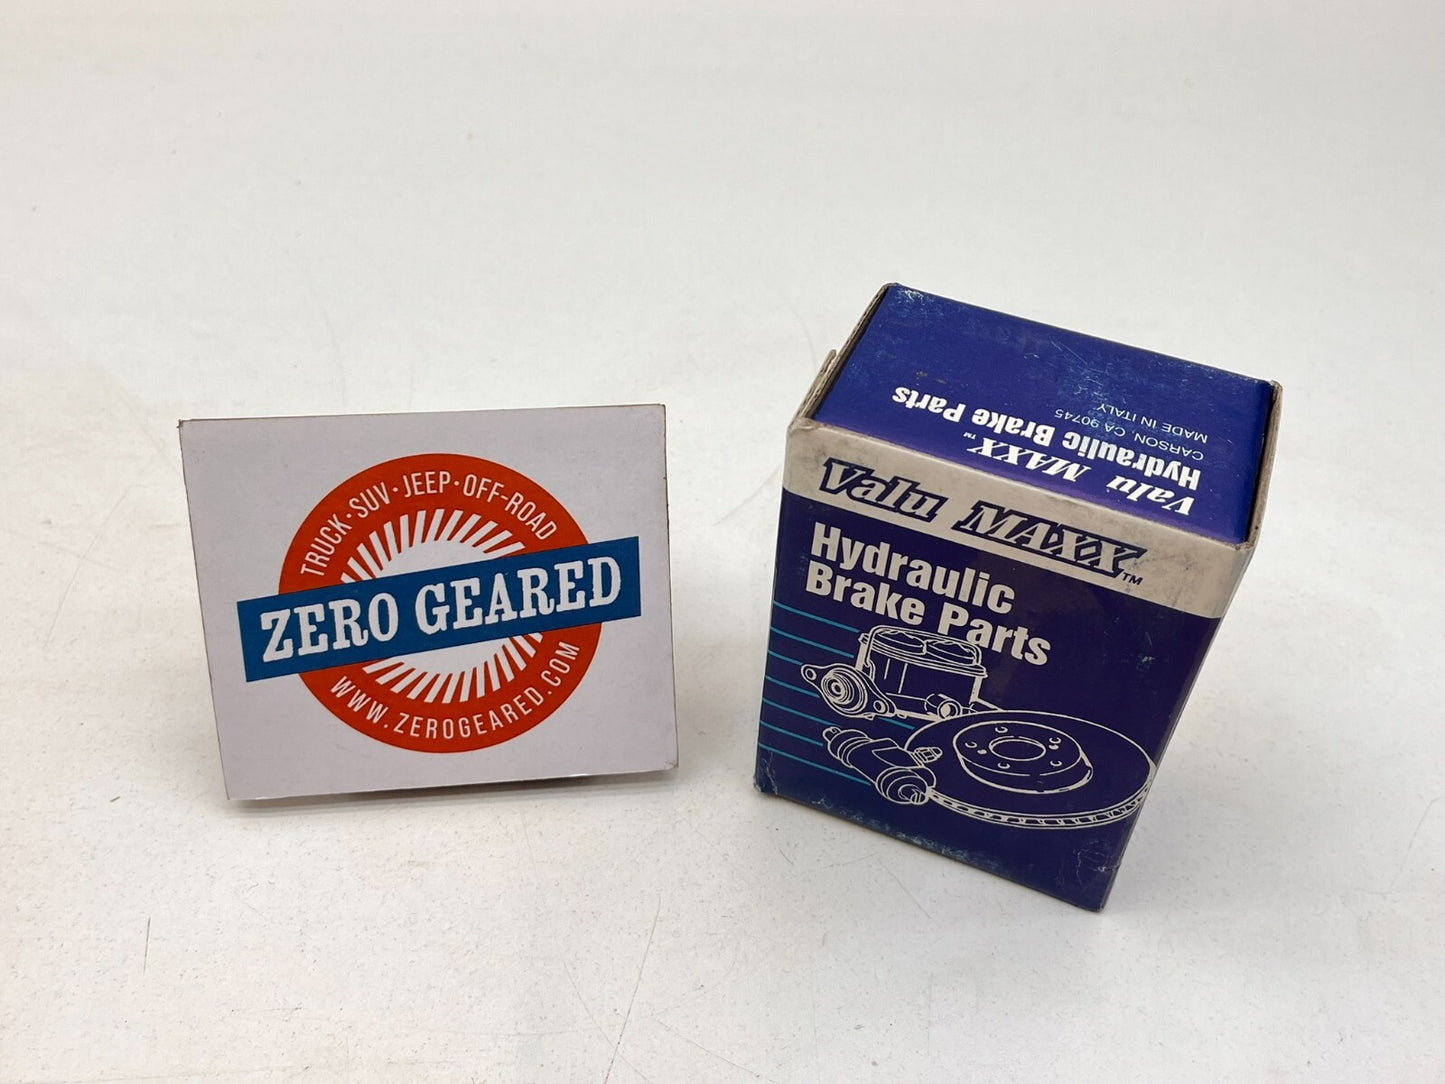 TRUCK · SUV · JEEP · OFF-ROAD
ZERO GEARED
WWW.ZEROGEARED.COM
Valu MAXX™
Hydraulic Brake Parts
CARSON, CA 90745
MADE IN ITALY
Valu MAXX™
Hydraulic
Brake Parts